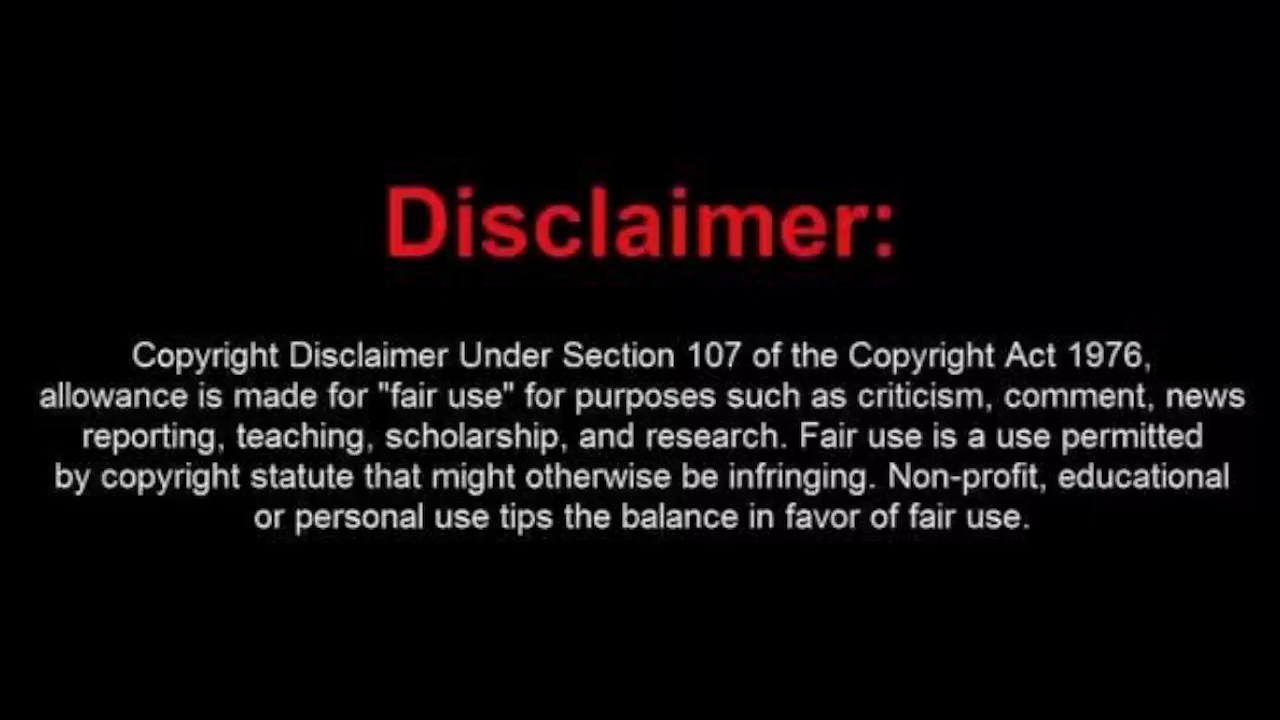 Disclaimer:
Copyright Disclaimer Under Section 107 of the Copyright Act 1976,
allowance is made for "fair use" for purposes such as criticism, comment, news
reporting, teaching, scholarship, and research. Fair use is a use permitted
by copyright statute that might otherwise be infringing. Non-profit, educational
or personal use tips the balance in favor of fair use.